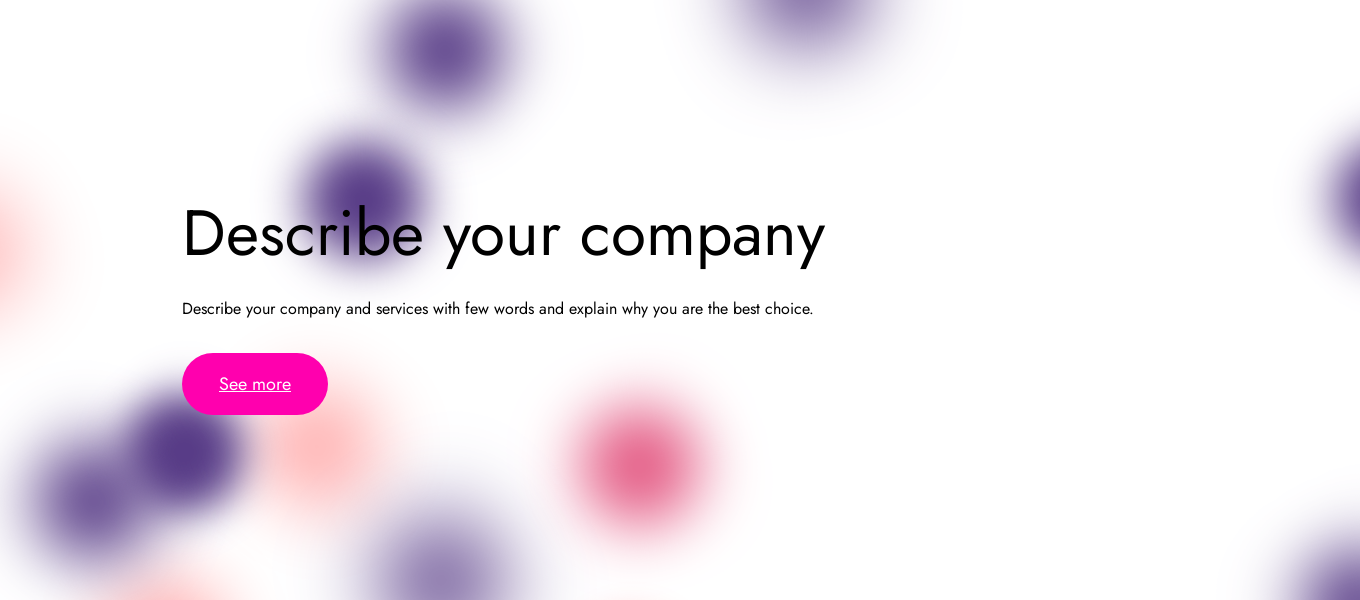 Describe your company
Describe your company and services with few words and explain why you are the best choice.
See more